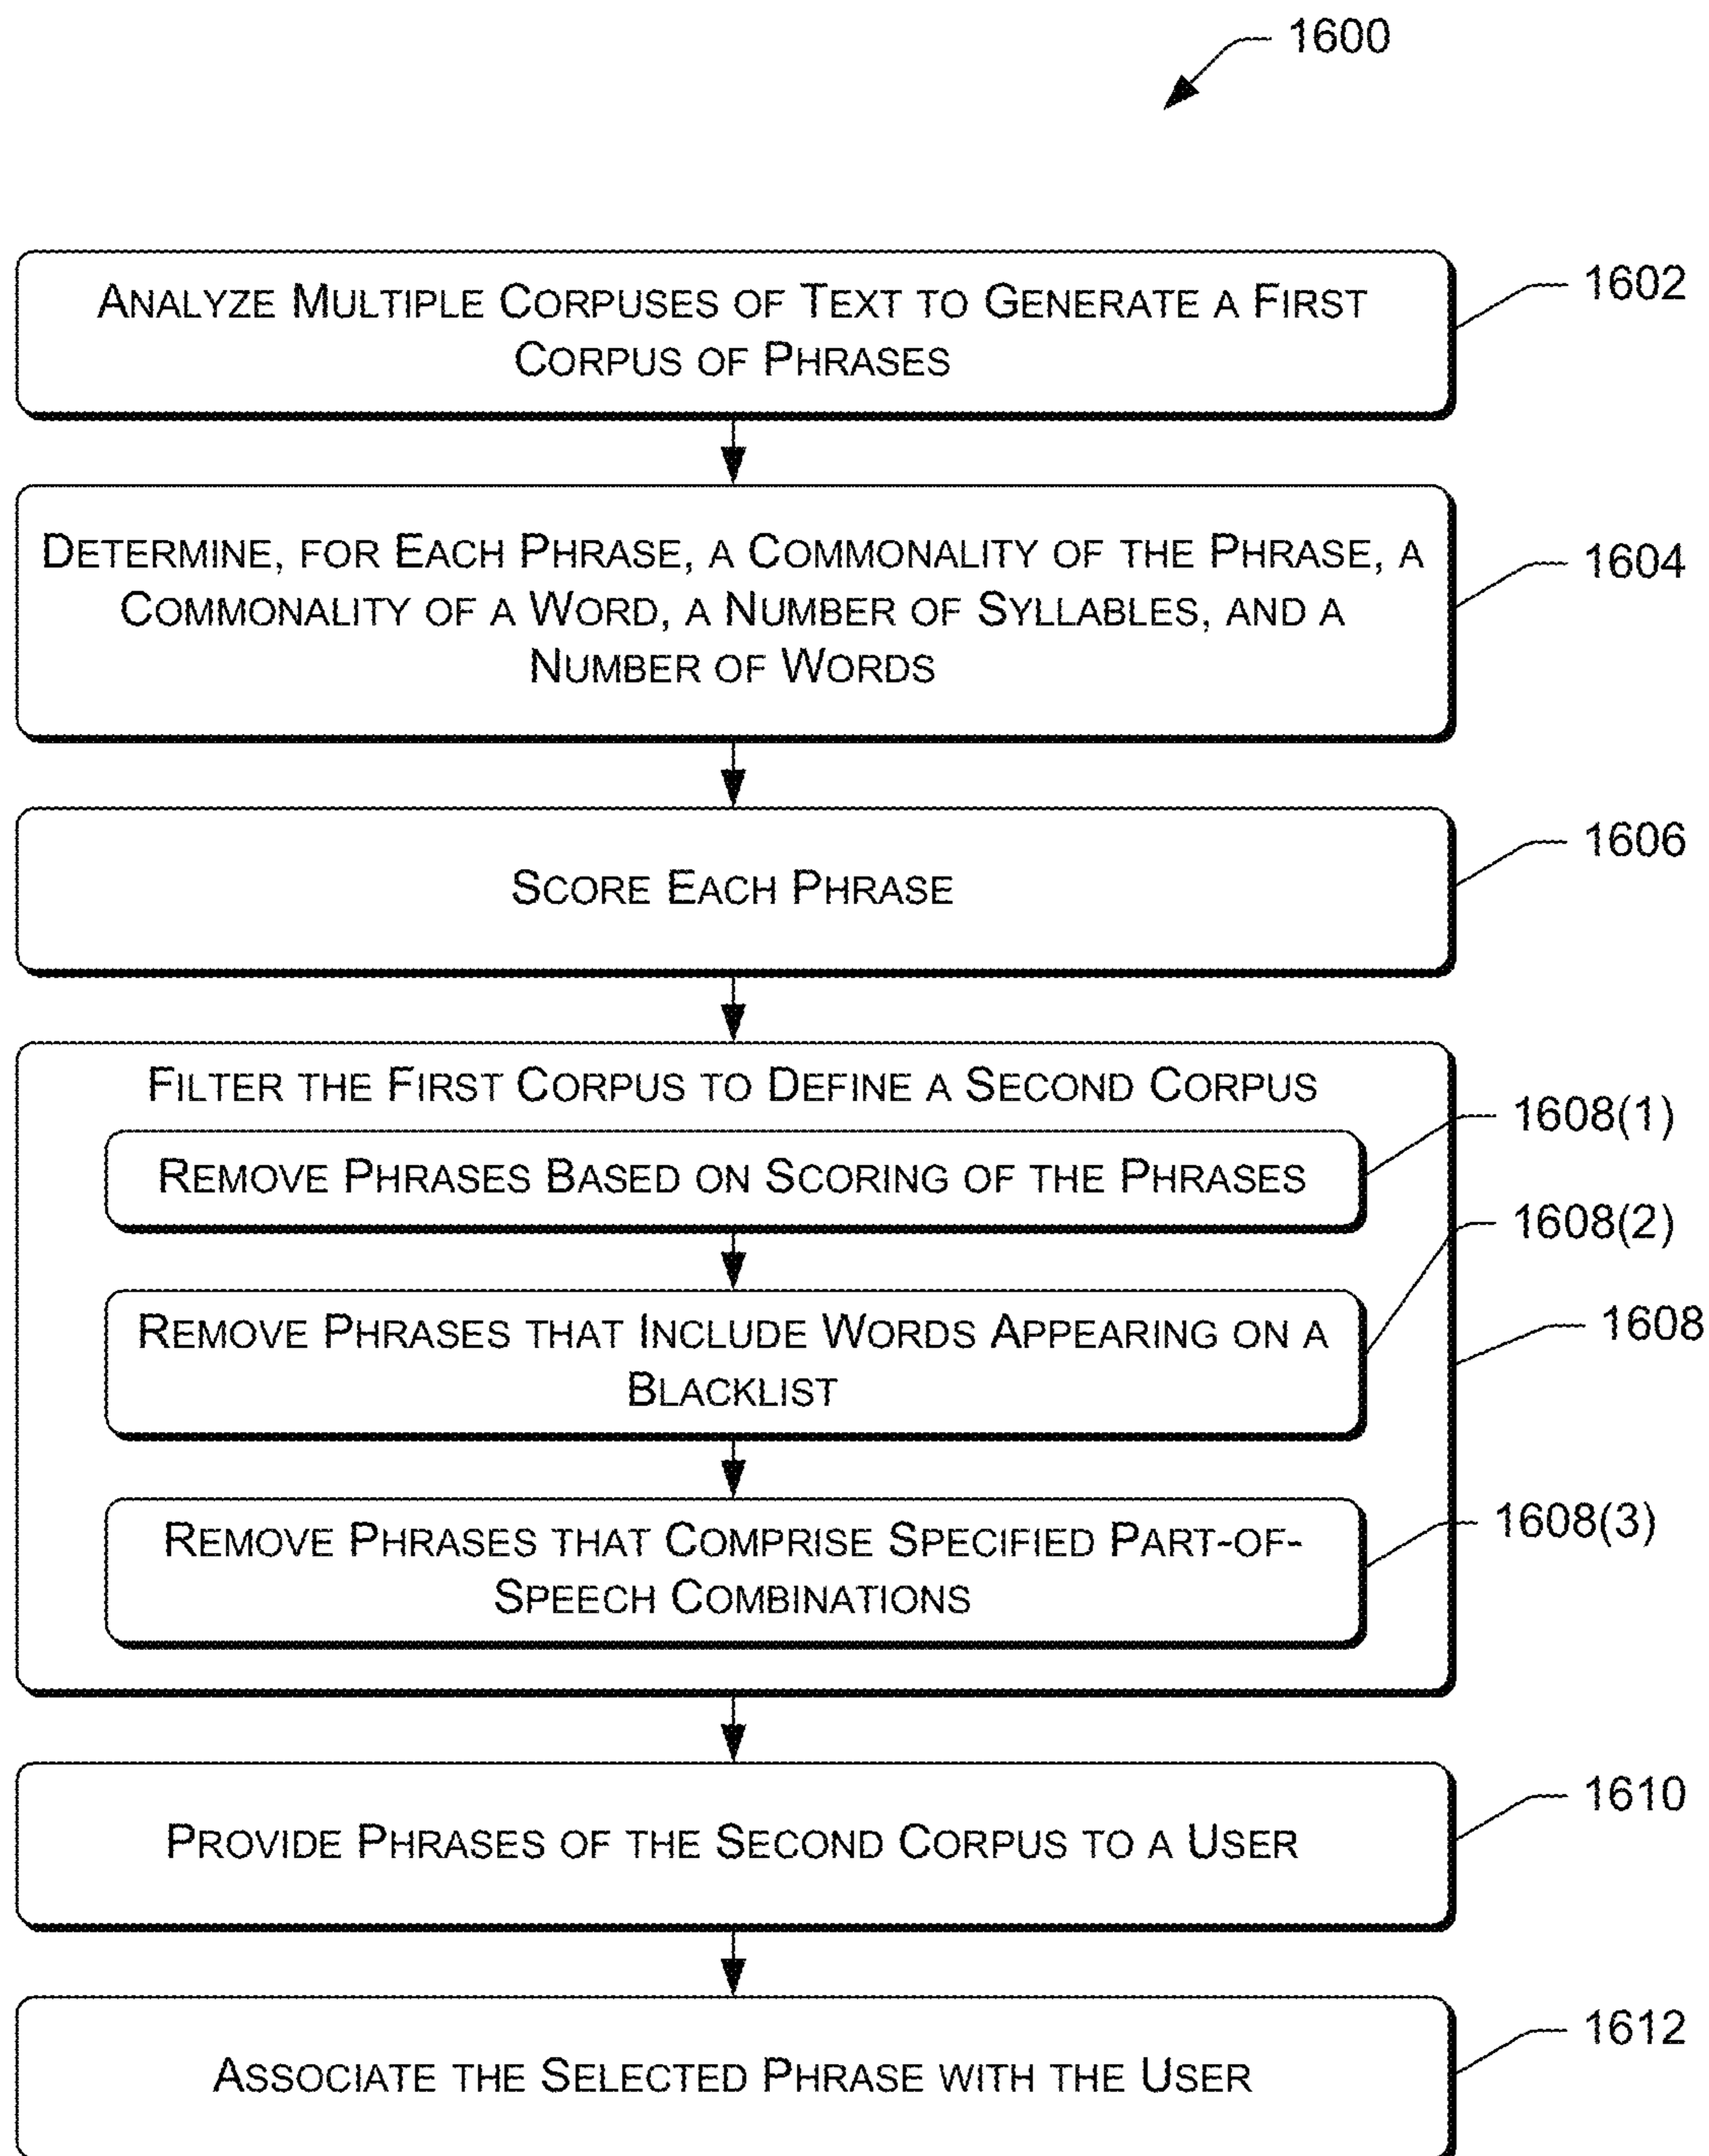 1600
ANALYZE MULTIPLE CORPUSES OF TEXT TO GENERATE A FIRST
CORPUS OF PHRASES
1602
DETERMINE, FOR EACH PHRASE, A COMMONALITY OF THE PHRASE, A
COMMONALITY OF A WORD, A NUMBER OF SYLLABLES, AND A
NUMBER OF WORDS
1604
SCORE EACH PHRASE
1606
FILTER THE FIRST CORPUS TO DEFINE A SECOND CORPUS
REMOVE PHRASES BASED ON SCORING OF THE PHRASES
1608(1)
REMOVE PHRASES THAT INCLUDE WORDS APPEARING ON A
BLACKLIST
1608(2)
1608
REMOVE PHRASES THAT COMPRISE SPECIFIED PART-OF-
SPEECH COMBINATIONS
1608(3)
PROVIDE PHRASES OF THE SECOND CORPUS TO A USER
1610
ASSOCIATE THE SELECTED PHRASE WITH THE USER
1612